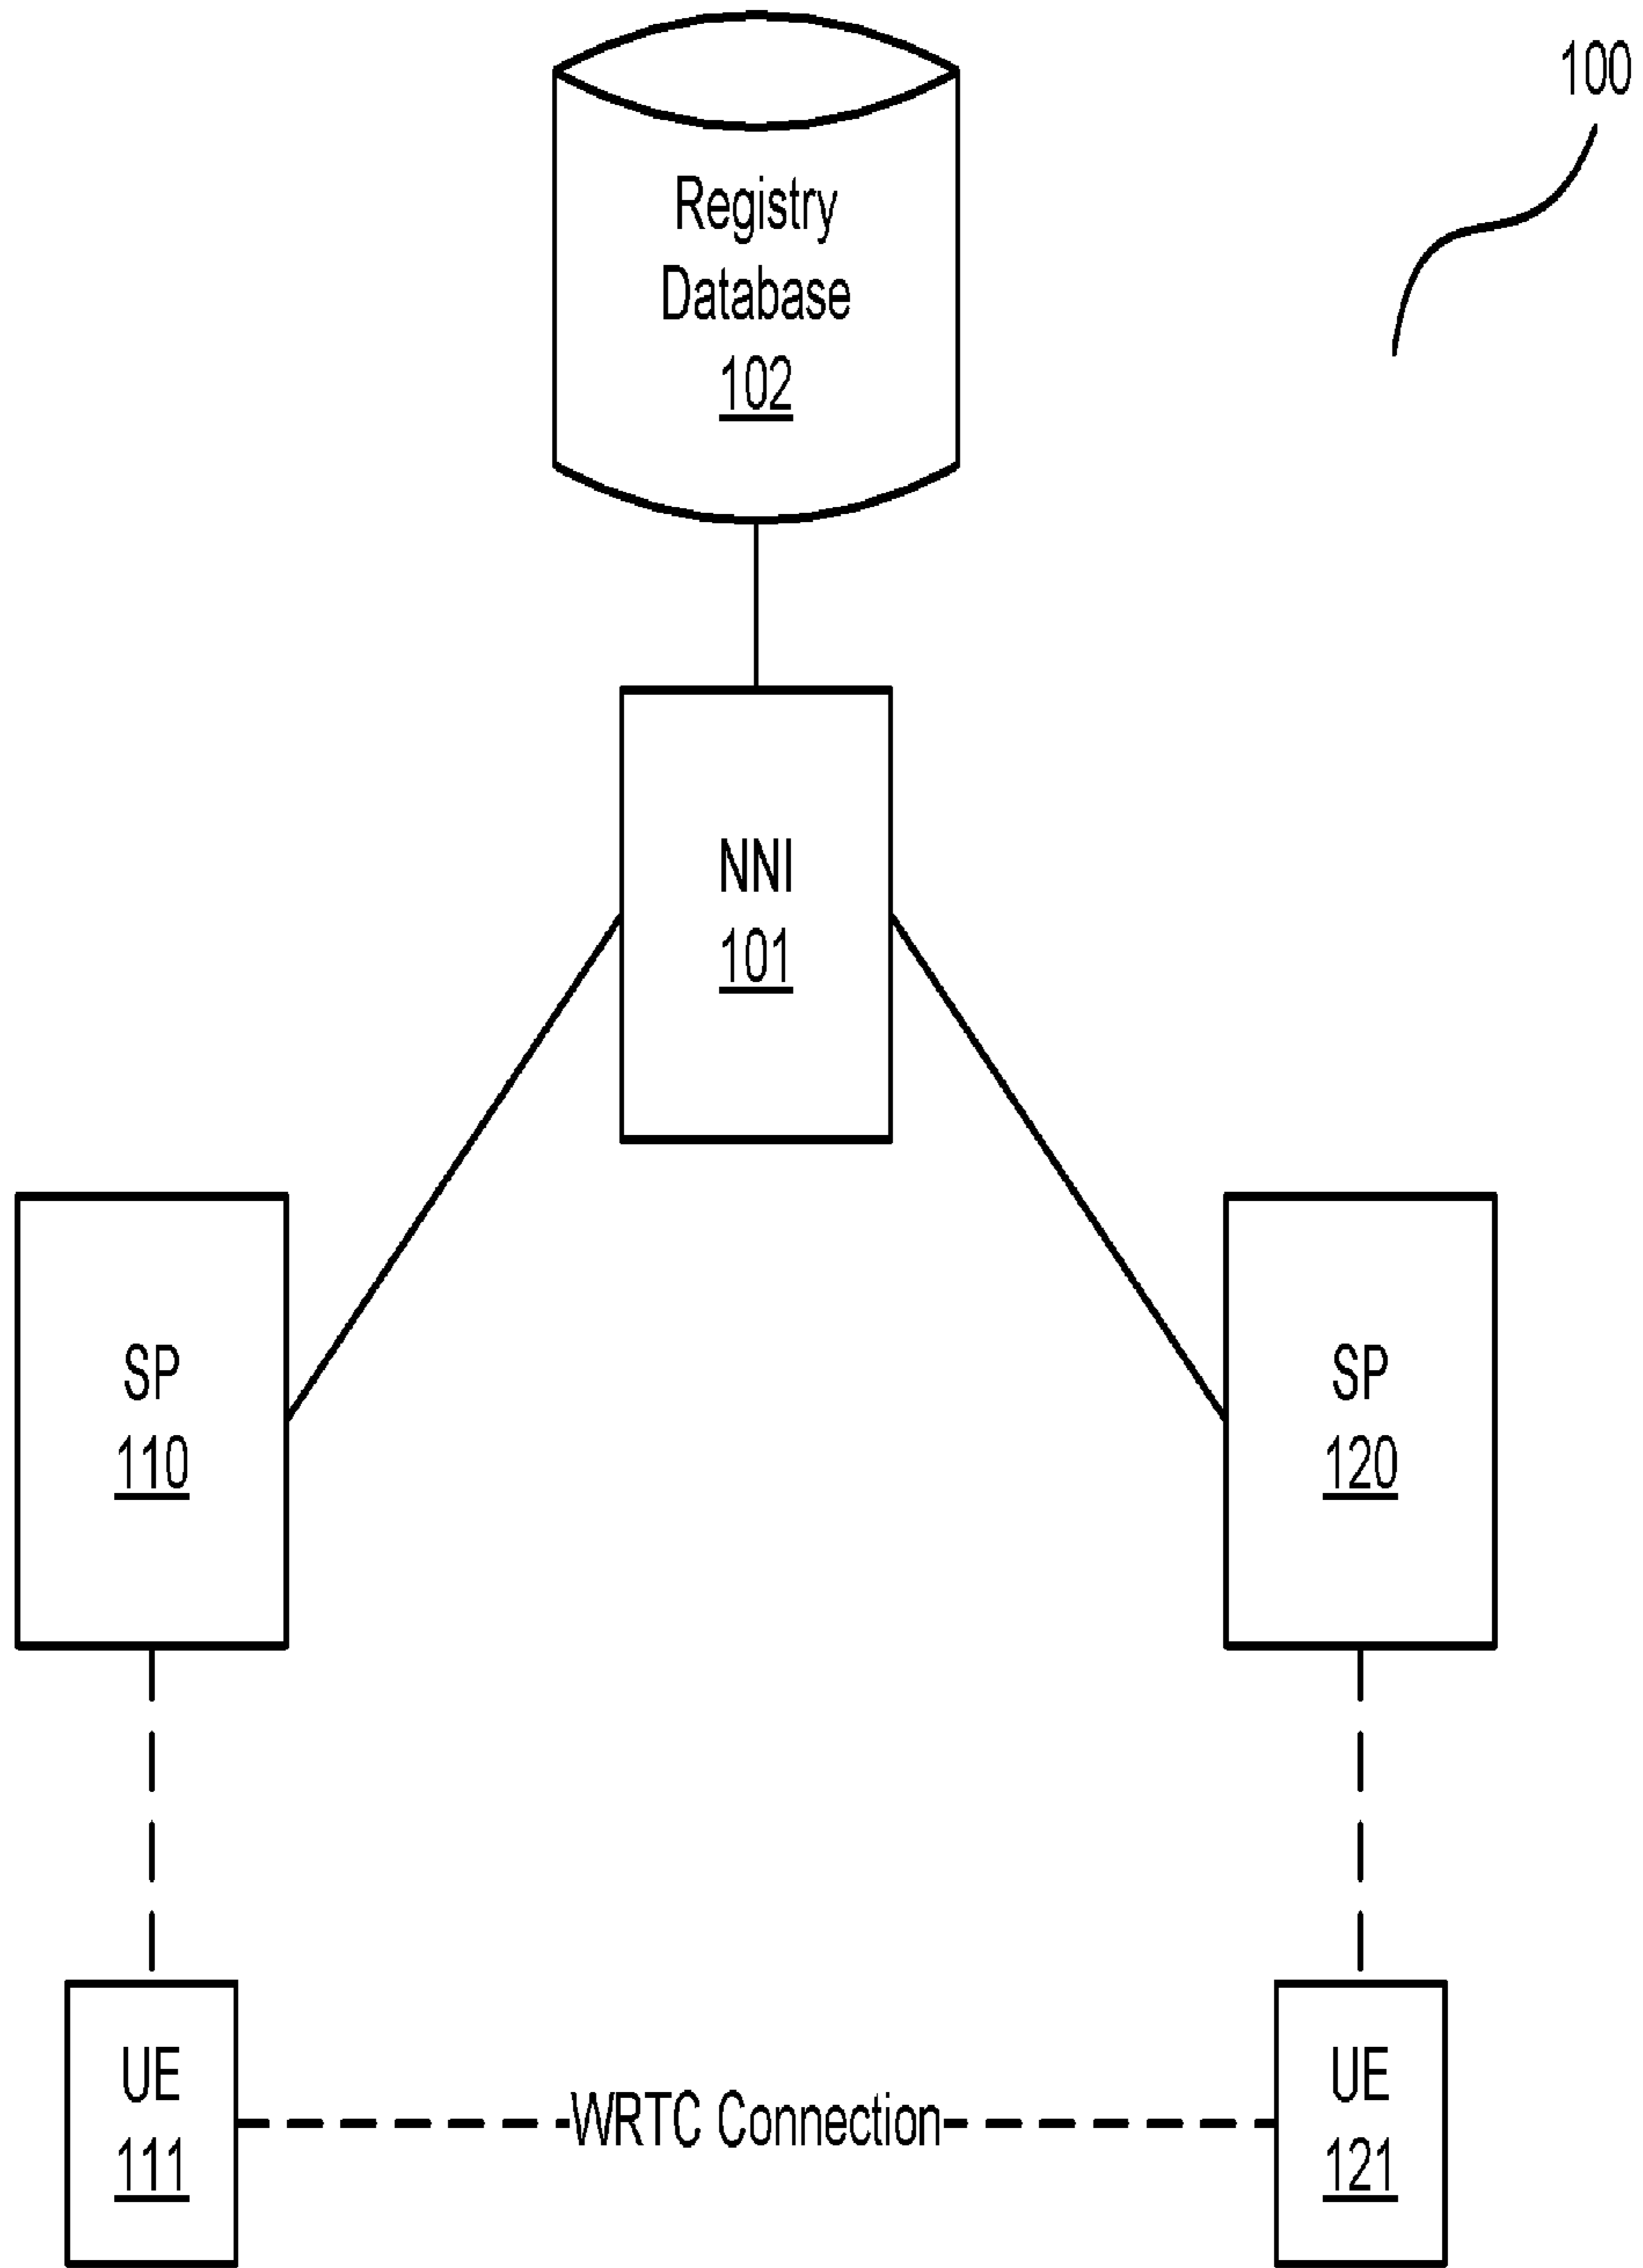 100
Registry
Database
102
NNI
101
SP
110
SP
120
UE
111
WRTC Connection
UE
121